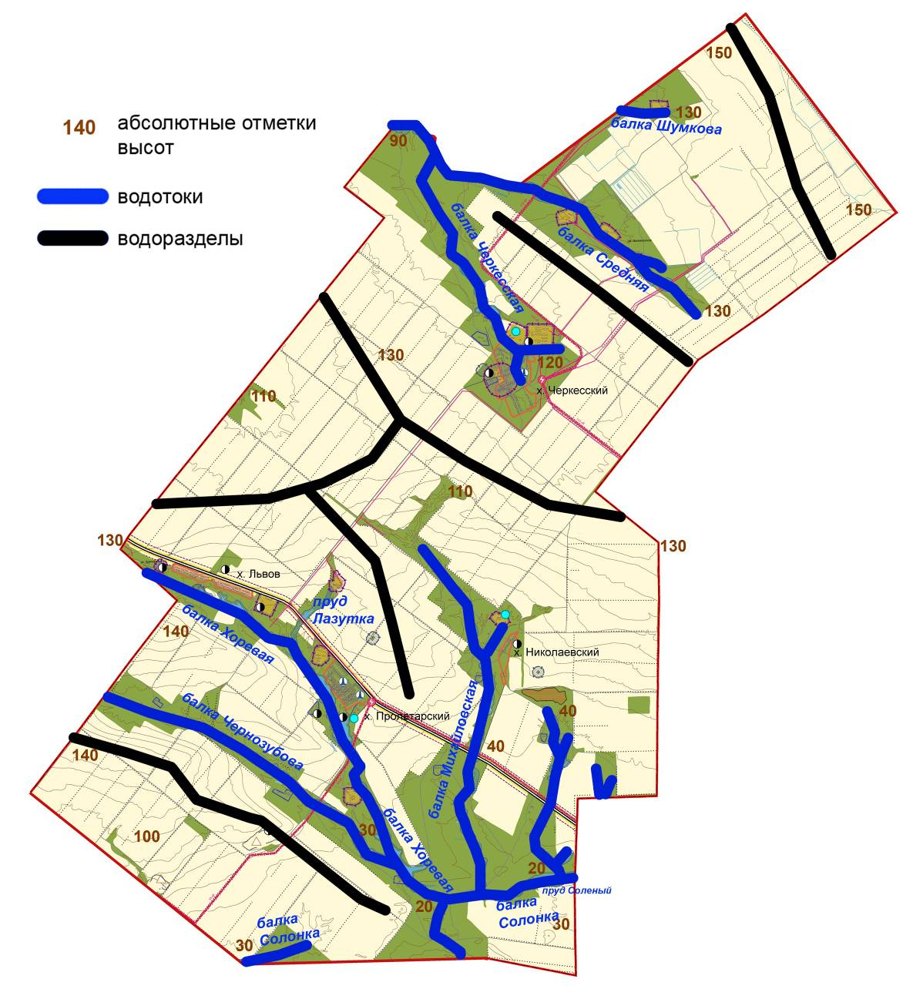 150
140
абсолютные отметки
высот
130
балка Шумкова
90
водотоки
150
водоразделы
балка Черкесская
балка Средняя
130
130
120
х. Черкесский
110
110
130
130
х. Львов
пруд
Лазутка
балка Хоревая
140
х. Николаевский
балка Чернозубова
балка Михайловская
40
х. Пролетарский
40
140
30
балка Хоревая
100
20
пруд Соленый
20
балка
Солонка
30
балка
Солонка
30